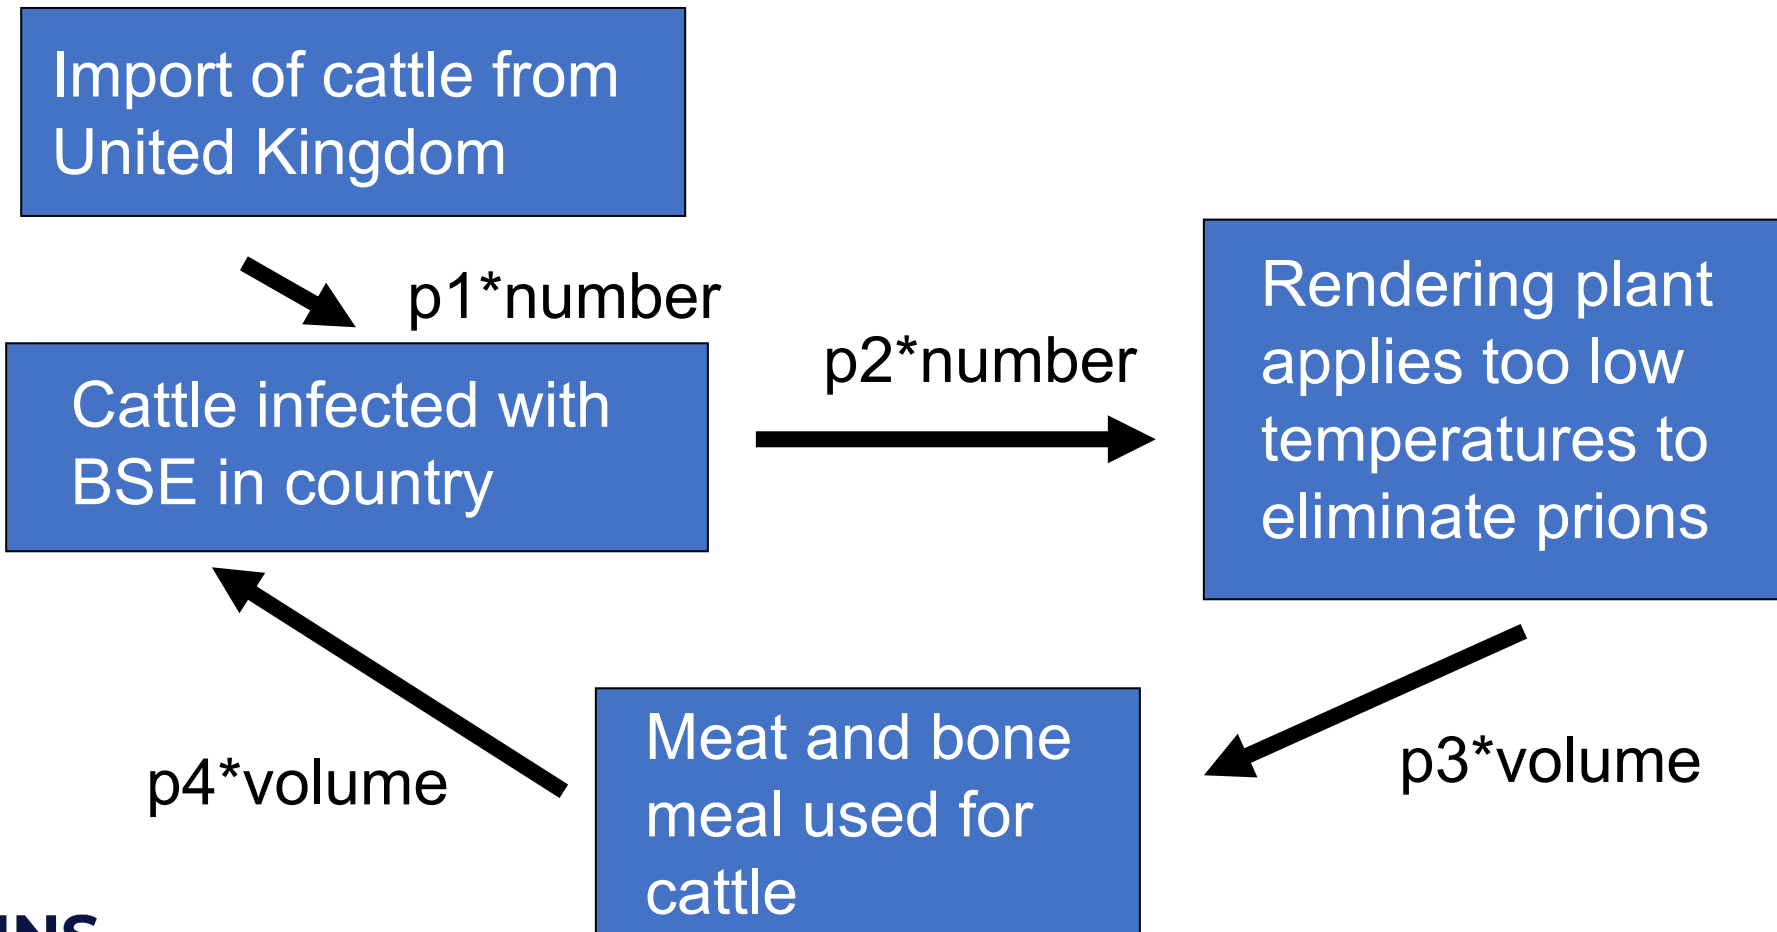 Import of cattle from
United Kingdom
p1*number
Cattle infected with
BSE in country
p2*number
Rendering plant
applies too low
temperatures to
eliminate prions
p4*volume
Meat and bone
meal used for
cattle
p3*volume